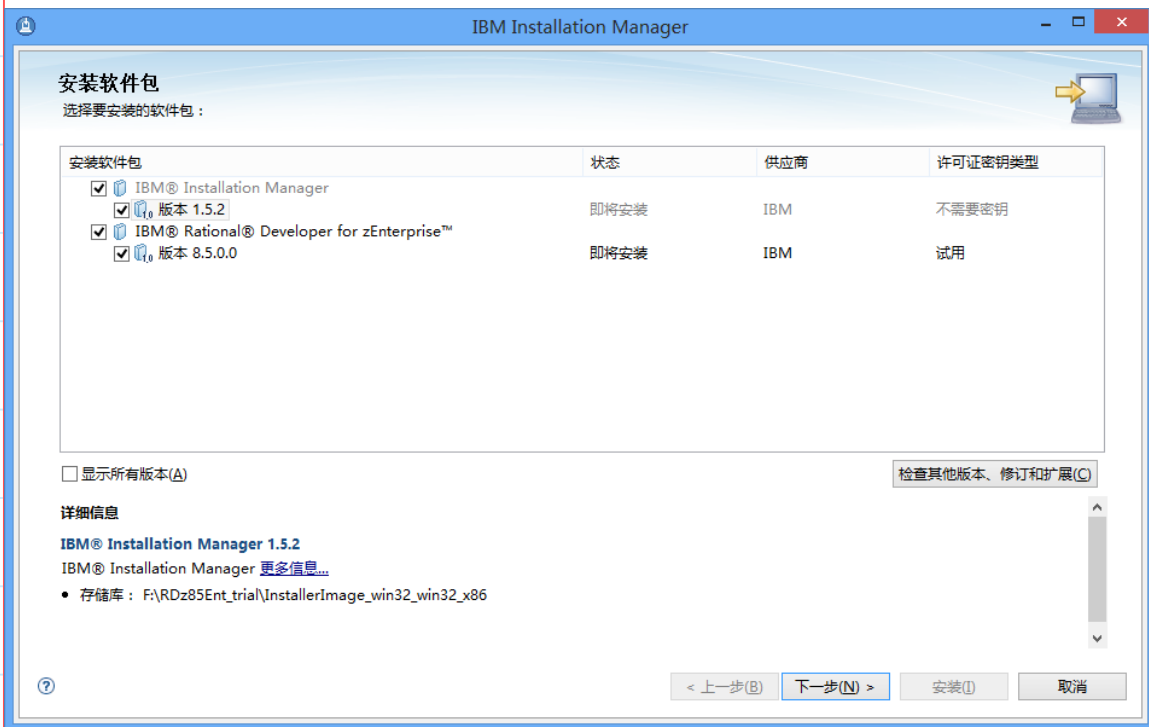 IBM Installation Manager
安装软件包
选择要安装的软件包：
安装软件包 状态 供应商 许可证密钥类型
IBM® Installation Manager
版本 1.5.2 即将安装 IBM 不需要密钥
IBM® Rational® Developer for zEnterprise™
版本 8.5.0.0 即将安装 IBM 试用
显示所有版本(A) 检查其他版本、修订和扩展(C)
详细信息
IBM® Installation Manager 1.5.2
IBM® Installation Manager 更多信息...
• 存储库： F:\RDz85Ent_trial\InstallerImage_win32_win32_x86
< 上一步(B) 下一步(N) > 安装(I) 取消